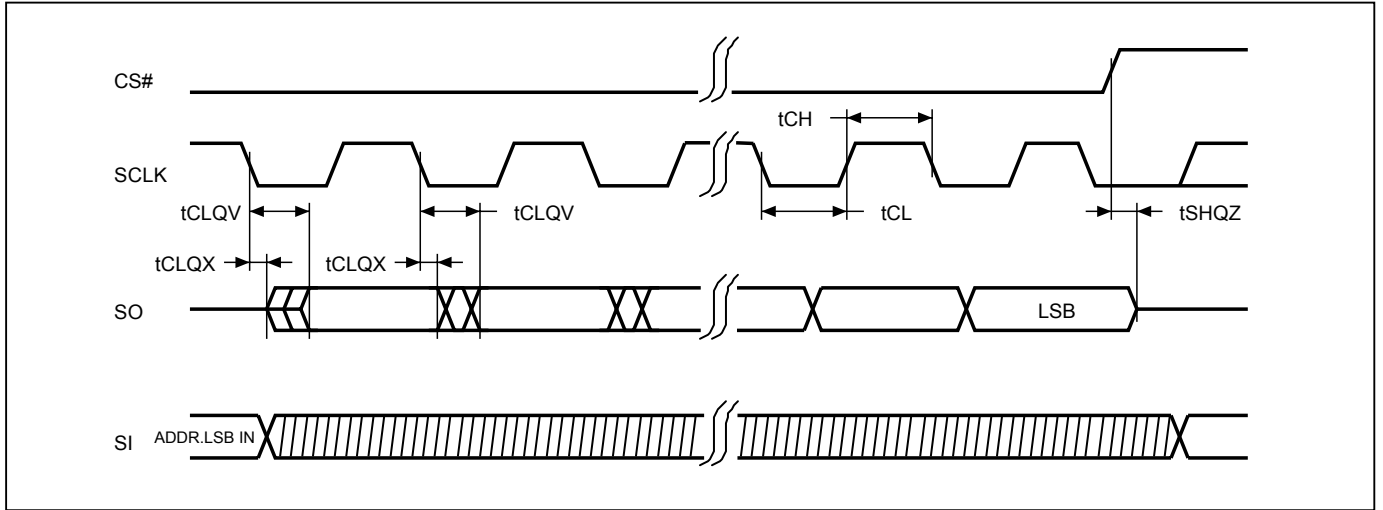 CS#
tCH
SCLK
tCLQV
tCLQV
tCL
tSHQZ
tCLQX
tCLQX
SO
LSB
SI
ADDR.LSB IN